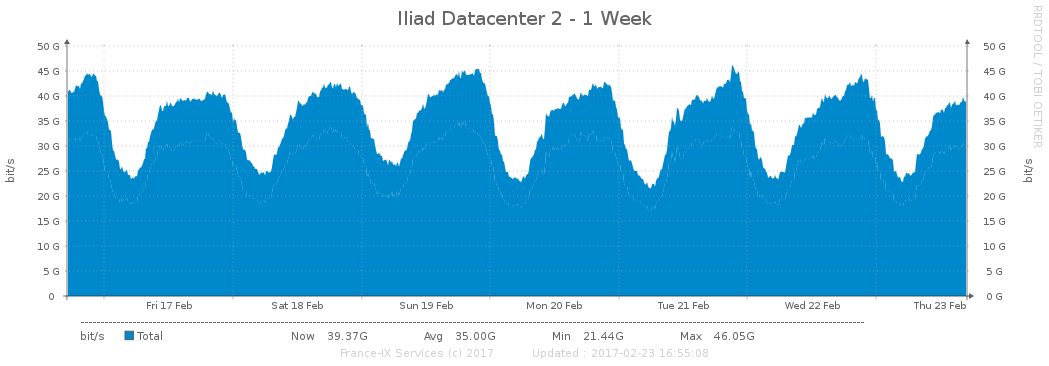 Iliad Datacenter 2 - 1 Week
RRDTOOL / TOBI OETIKER
50 G 50 G
45 G 45 G
40 G 40 G
35 G 35 G
30 G 30 G
25 G 25 G
20 G 20 G
15 G 15 G
10 G 10 G
5 G 5 G
0 0 G
bit/s
bit/s
Fri 17 Feb Sat 18 Feb Sun 19 Feb Mon 20 Feb Tue 21 Feb Wed 22 Feb Thu 23 Feb
bit/s Total Now 39.37G Avg 35.00G Min 21.44G Max 46.05G
France-IX Services (c) 2017 Updated : 2017-02-23 16:55:08